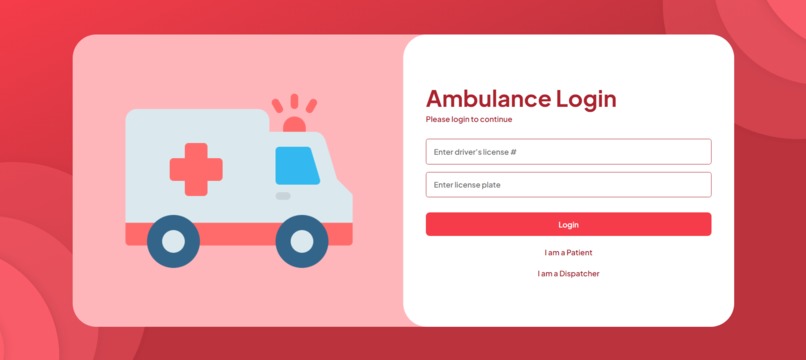 Ambulance Login
Please login to continue
Enter driver's license #
Enter license plate
Login
I am a Patient
I am a Dispatcher